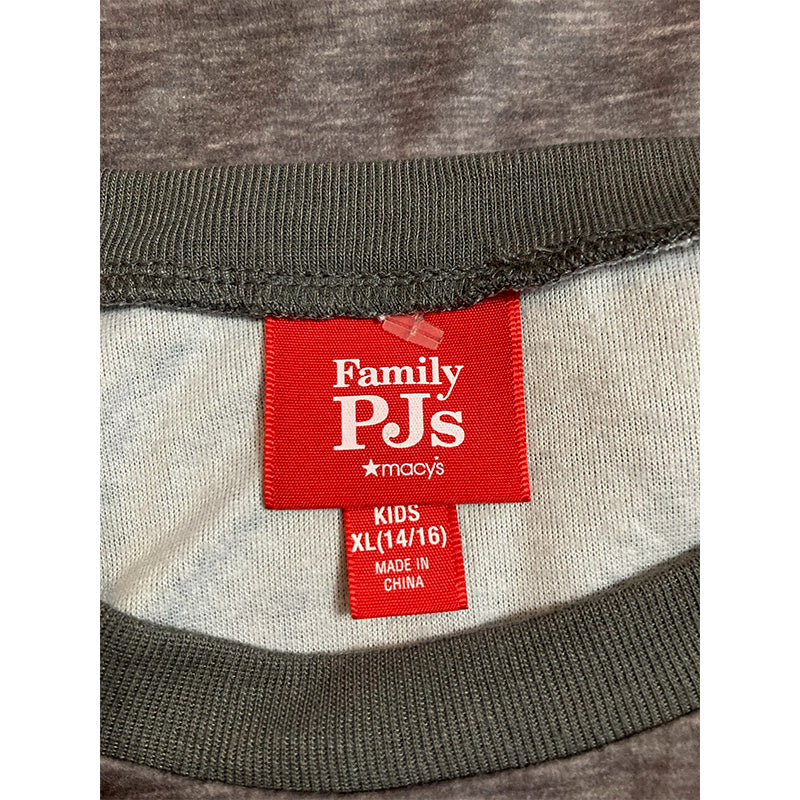 Family
PJs
★macy's
KIDS
XL(14/16)
MADE IN
CHINA